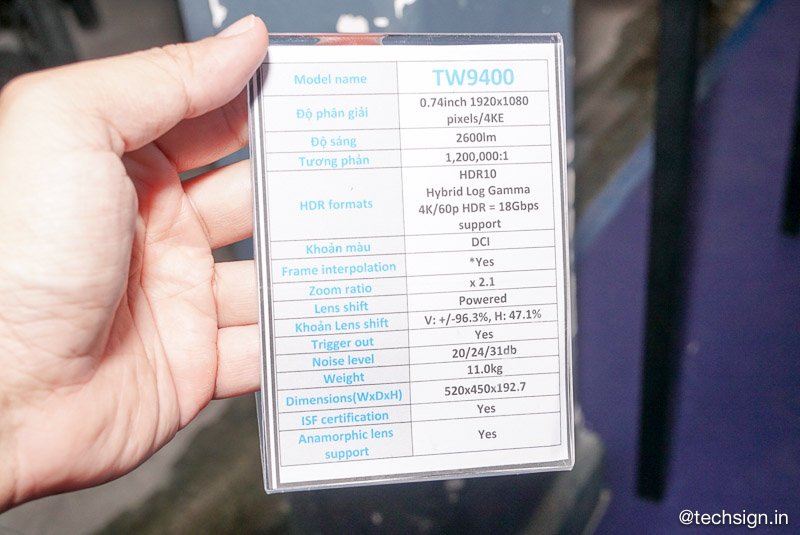 Model name TW9400
Độ phân giải 0.74inch 1920x1080
pixels/4KE
Độ sáng 2600lm
Tương phản 1,200,000:1
HDR formats HDR10
Hybrid Log Gamma
4K/60p HDR = 18Gbps
support
Khoản màu DCI
Frame interpolation *Yes
Zoom ratio x 2.1
Lens shift Powered
Khoản Lens shift V: +/-96.3%, H: 47.1%
Trigger out Yes
Noise level 20/24/31db
Weight 11.0kg
Dimensions(WxDxH) 520x450x192.7
ISF certification Yes
Anamorphic lens
support Yes
@techsign.in